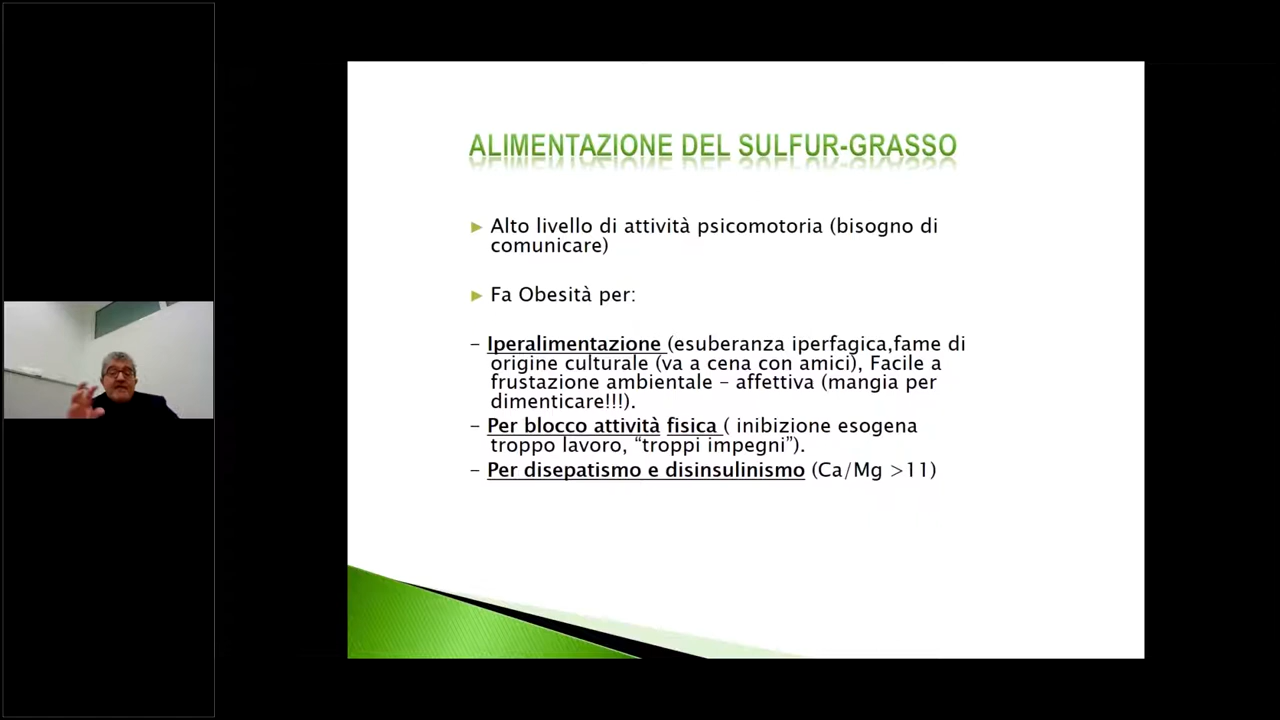 ALIMENTAZIONE DEL SULFUR-GRASSO
► Alto livello di attività psicomotoria (bisogno di
comunicare)
► Fa Obesità per:
– Iperalimentazione (esuberanza iperfagica,fame di
origine culturale (va a cena con amici), Facile a
frustazione ambientale – affettiva (mangia per
dimenticare!!!).
– Per blocco attività fisica ( inibizione esogena
troppo lavoro, “troppi impegni”).
– Per disepatismo e disinsulinismo (Ca/Mg >11)